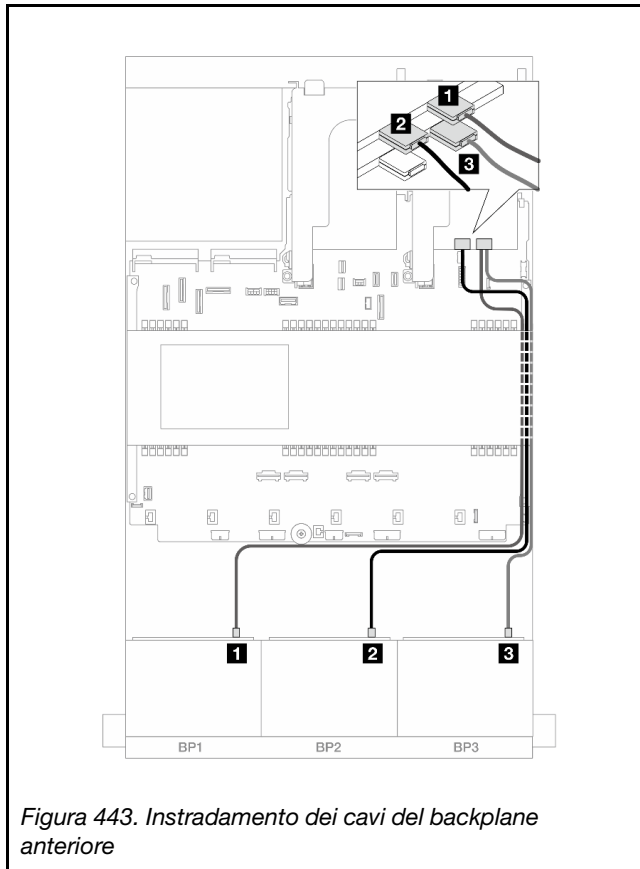 1
2
3
1
2
3
BP1
BP2
BP3
Figura 443. Instradamento dei cavi del backplane
anteriore